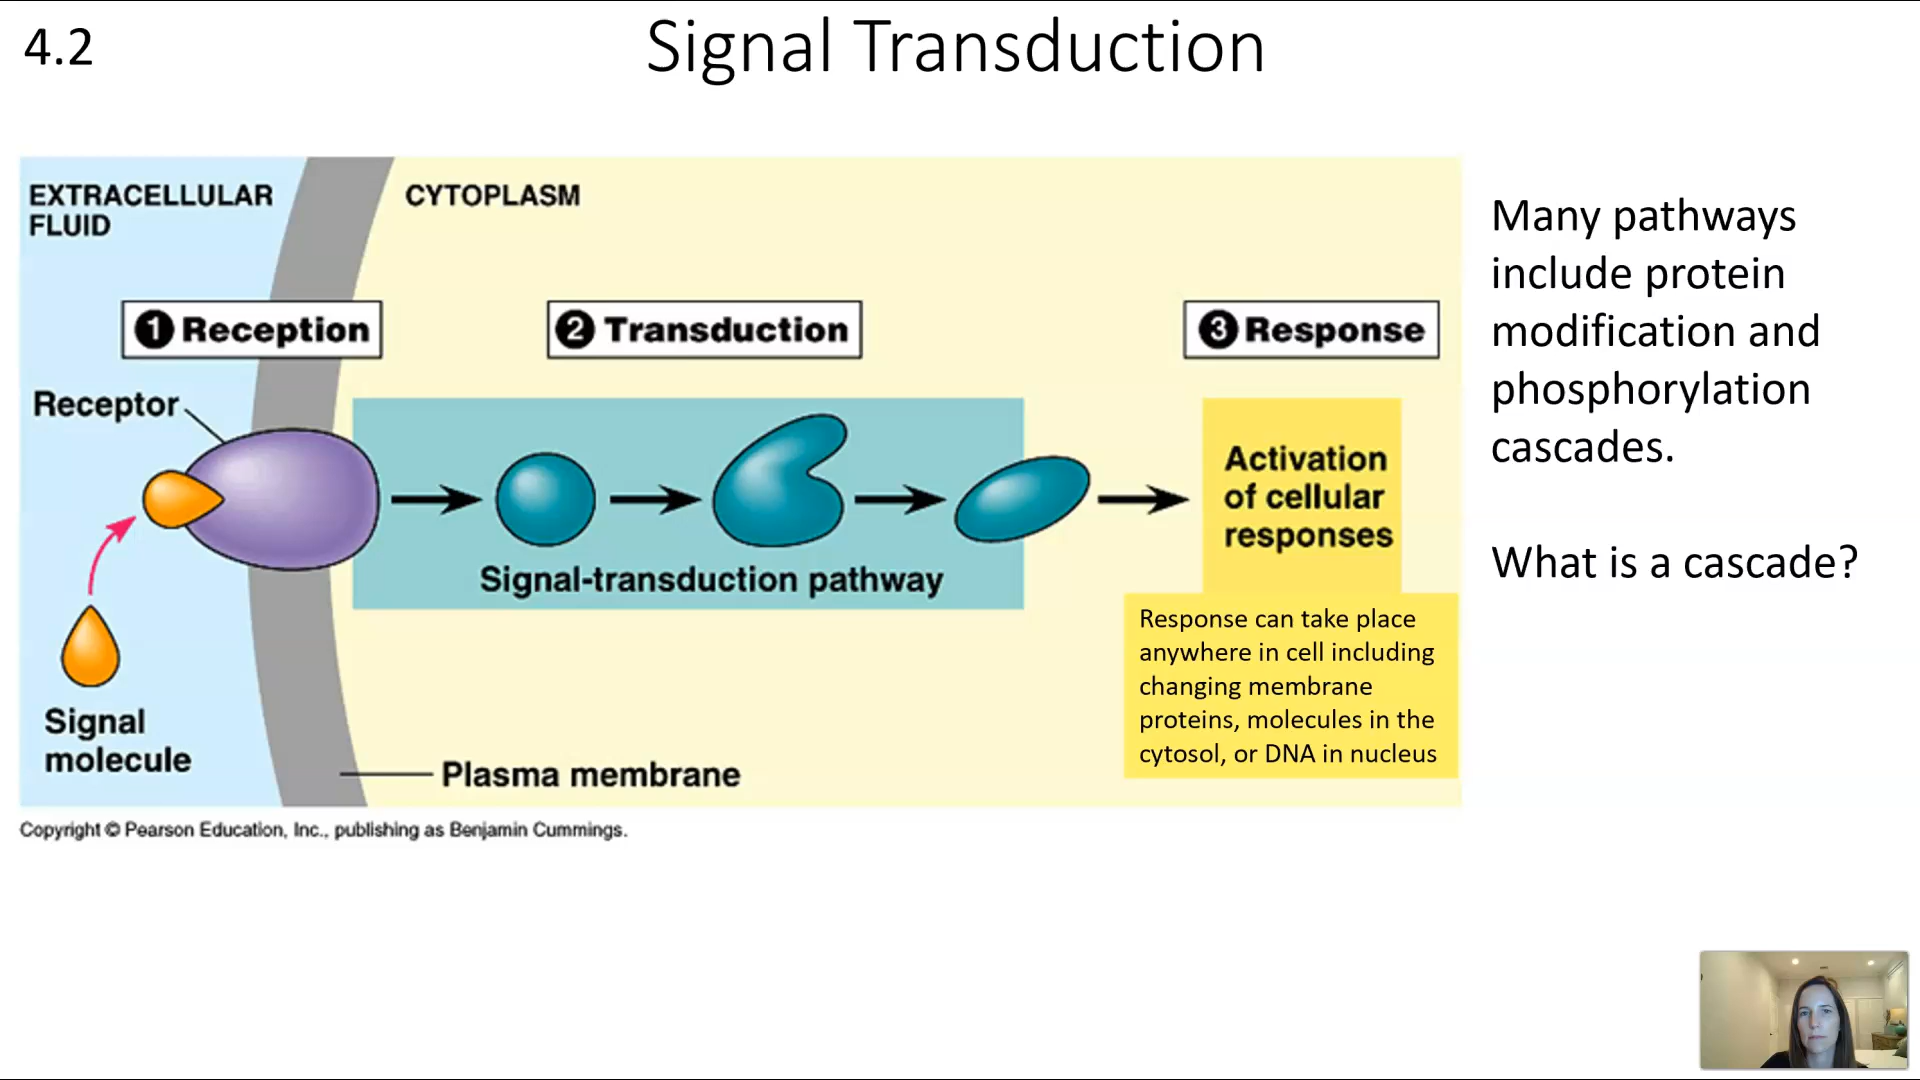 4.2
Signal Transduction
EXTRACELLULAR
FLUID
CYTOPLASM
1 Reception
2 Transduction
3 Response
Receptor
Activation
of cellular
responses
Signal-transduction pathway
Response can take place
anywhere in cell including
changing membrane
proteins, molecules in the
cytosol, or DNA in nucleus
Signal
molecule
Plasma membrane
Copyright © Pearson Education, Inc., publishing as Benjamin Cummings.
Many pathways
include protein
modification and
phosphorylation
cascades.
What is a cascade?